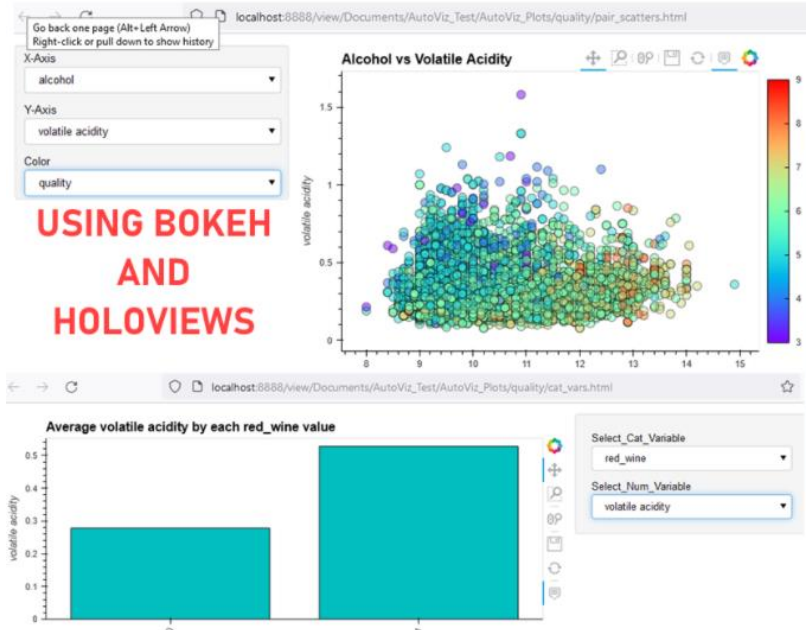 Go back one page (Alt+Left Arrow)
Right-click or pull down to show history
localhost:8888/view/Documents/AutoViz_Test/AutoViz_Plots/quality/pair_scatters.html
X-Axis
alcohol
Y-Axis
volatile acidity
Color
quality
USING BOKEH
AND
HOLOVIEWS
Alcohol vs Volatile Acidity
volatile acidity
1.5
1
0.5
0
8 9 10 11 12 13 14 15
9
8
7
6
5
4
3
localhost:8888/view/Documents/AutoViz_Test/AutoViz_Plots/quality/cat_vars.html
Average volatile acidity by each red_wine value
volatile acidity
0.5
0.4
0.3
0.2
0.1
0
Select_Cat_Variable
red_wine
Select_Num_Variable
volatile acidity